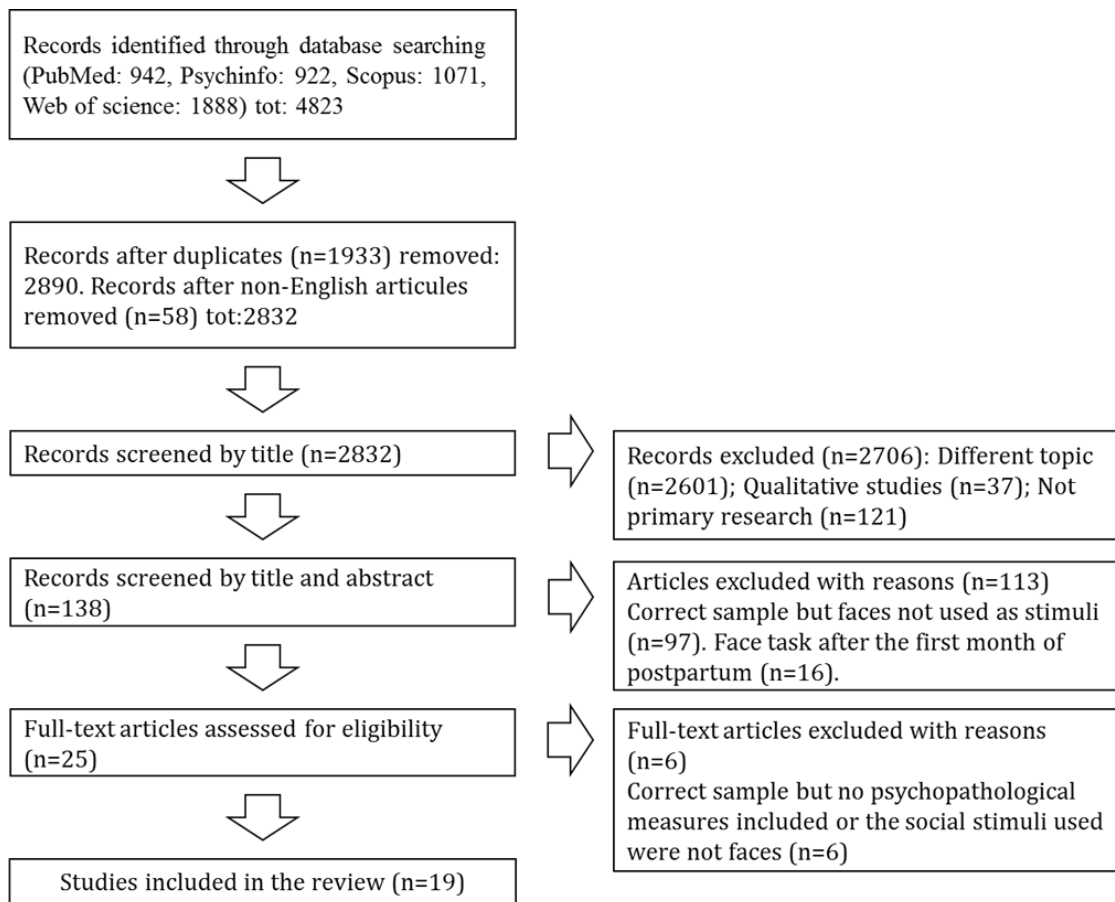 Records identified through database searching
(PubMed: 942, Psychinfo: 922, Scopus: 1071,
Web of science: 1888) tot: 4823
Records after duplicates (n=1933) removed:
2890. Records after non-English articules
removed (n=58) tot:2832
Records screened by title (n=2832)
Records excluded (n=2706): Different topic
(n=2601); Qualitative studies (n=37); Not
primary research (n=121)
Records screened by title and abstract
(n=138)
Articles excluded with reasons (n=113)
Correct sample but faces not used as stimuli
(n=97). Face task after the first month of
postpartum (n=16).
Full-text articles assessed for eligibility
(n=25)
Full-text articles excluded with reasons
(n=6)
Correct sample but no psychopathological
measures included or the social stimuli used
were not faces (n=6)
Studies included in the review (n=19)